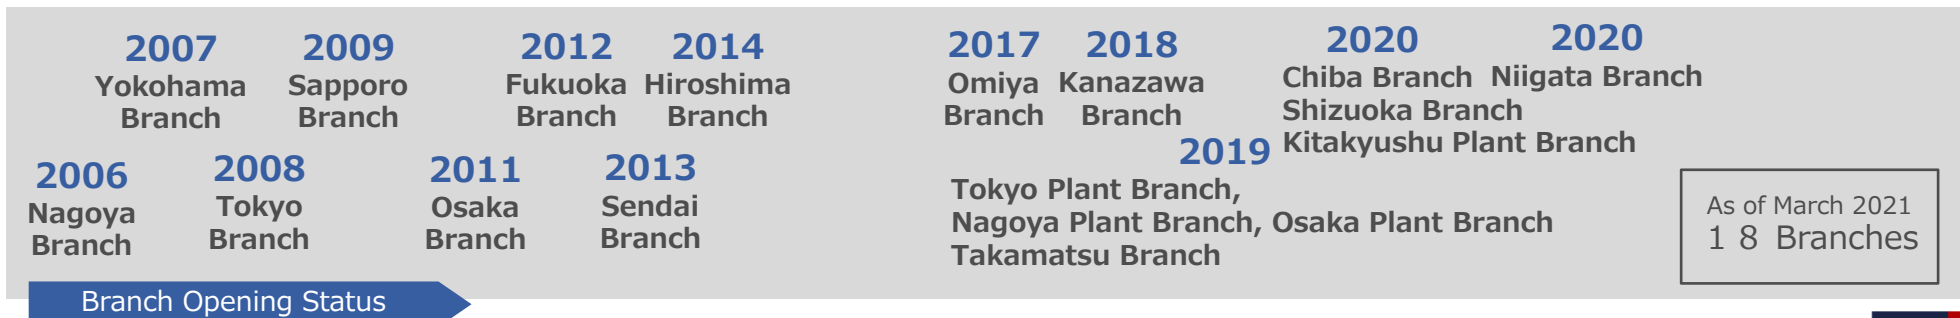 2007
Yokohama
Branch
2009
Sapporo
Branch
2012
Fukuoka
Branch
2014
Hiroshima
Branch
2017
Omiya
Branch
2018
Kanazawa
Branch
2020
Chiba Branch
Shizuoka Branch
Kitakyushu Plant Branch
2020
Niigata Branch
2006
Nagoya
Branch
2008
Tokyo
Branch
2011
Osaka
Branch
2013
Sendai
Branch
2019
Tokyo Plant Branch,
Nagoya Plant Branch, Osaka Plant Branch
Takamatsu Branch
As of March 2021
1 8 Branches
Branch Opening Status